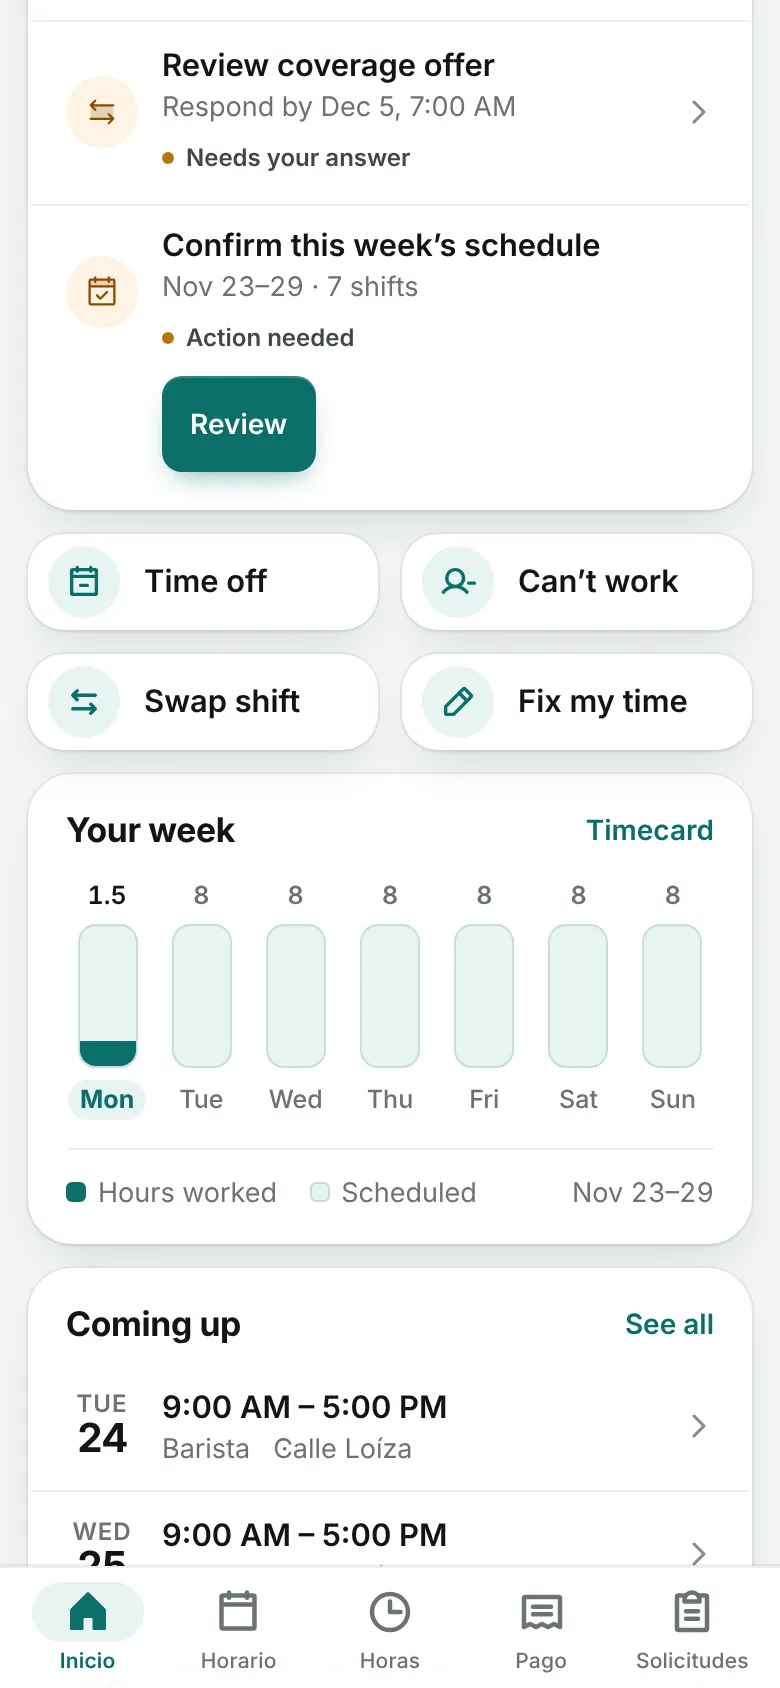 Review coverage offer
Respond by Dec 5, 7:00 AM
Needs your answer
Confirm this week’s schedule
Nov 23–29 · 7 shifts
Action needed
Review
Time off
Can’t work
Swap shift
Fix my time
Your week
Timecard
1.5 8 8 8 8 8 8
Mon Tue Wed Thu Fri Sat Sun
Hours worked Scheduled Nov 23–29
Coming up
See all
TUE
24
9:00 AM – 5:00 PM
Barista Calle Loíza
WED
25
9:00 AM – 5:00 PM
Inicio Horario Horas Pago Solicitudes